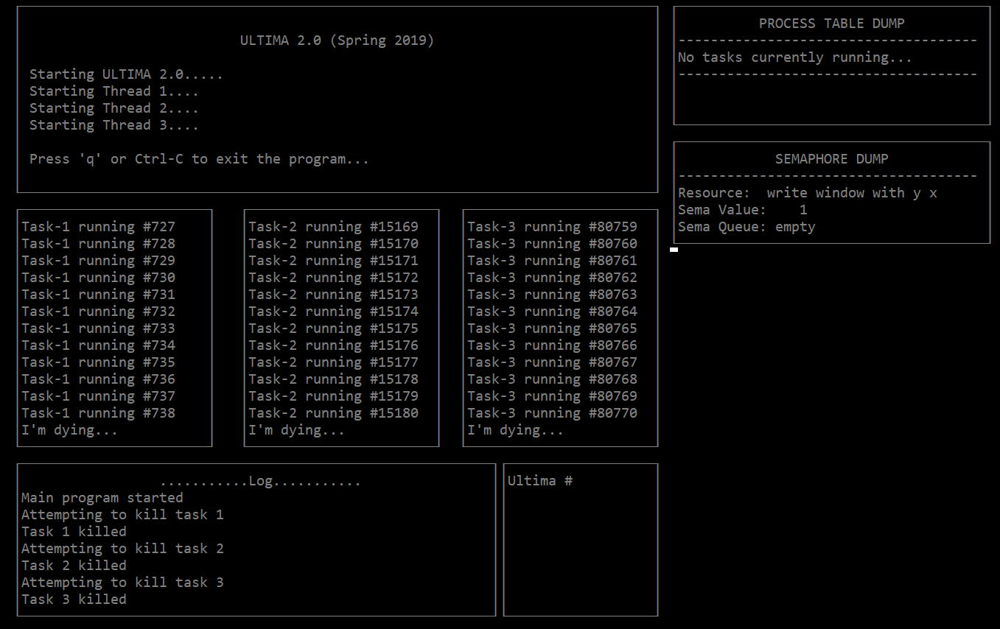 ULTIMA 2.0 (Spring 2019)
Starting ULTIMA 2.0.....
Starting Thread 1....
Starting Thread 2....
Starting Thread 3....
Press 'q' or Ctrl-C to exit the program...
PROCESS TABLE DUMP
-------------------------------------
No tasks currently running...
-------------------------------------
SEMAPHORE DUMP
-------------------------------------
Resource:  write window with y x
Sema Value:    1
Sema Queue: empty
Task-1 running #727
Task-1 running #728
Task-1 running #729
Task-1 running #730
Task-1 running #731
Task-1 running #732
Task-1 running #733
Task-1 running #734
Task-1 running #735
Task-1 running #736
Task-1 running #737
Task-1 running #738
I'm dying...
Task-2 running #15169
Task-2 running #15170
Task-2 running #15171
Task-2 running #15172
Task-2 running #15173
Task-2 running #15174
Task-2 running #15175
Task-2 running #15176
Task-2 running #15177
Task-2 running #15178
Task-2 running #15179
Task-2 running #15180
I'm dying...
Task-3 running #80759
Task-3 running #80760
Task-3 running #80761
Task-3 running #80762
Task-3 running #80763
Task-3 running #80764
Task-3 running #80765
Task-3 running #80766
Task-3 running #80767
Task-3 running #80768
Task-3 running #80769
Task-3 running #80770
I'm dying...
...........Log...........
Main program started
Attempting to kill task 1
Task 1 killed
Attempting to kill task 2
Task 2 killed
Attempting to kill task 3
Task 3 killed
Ultima #